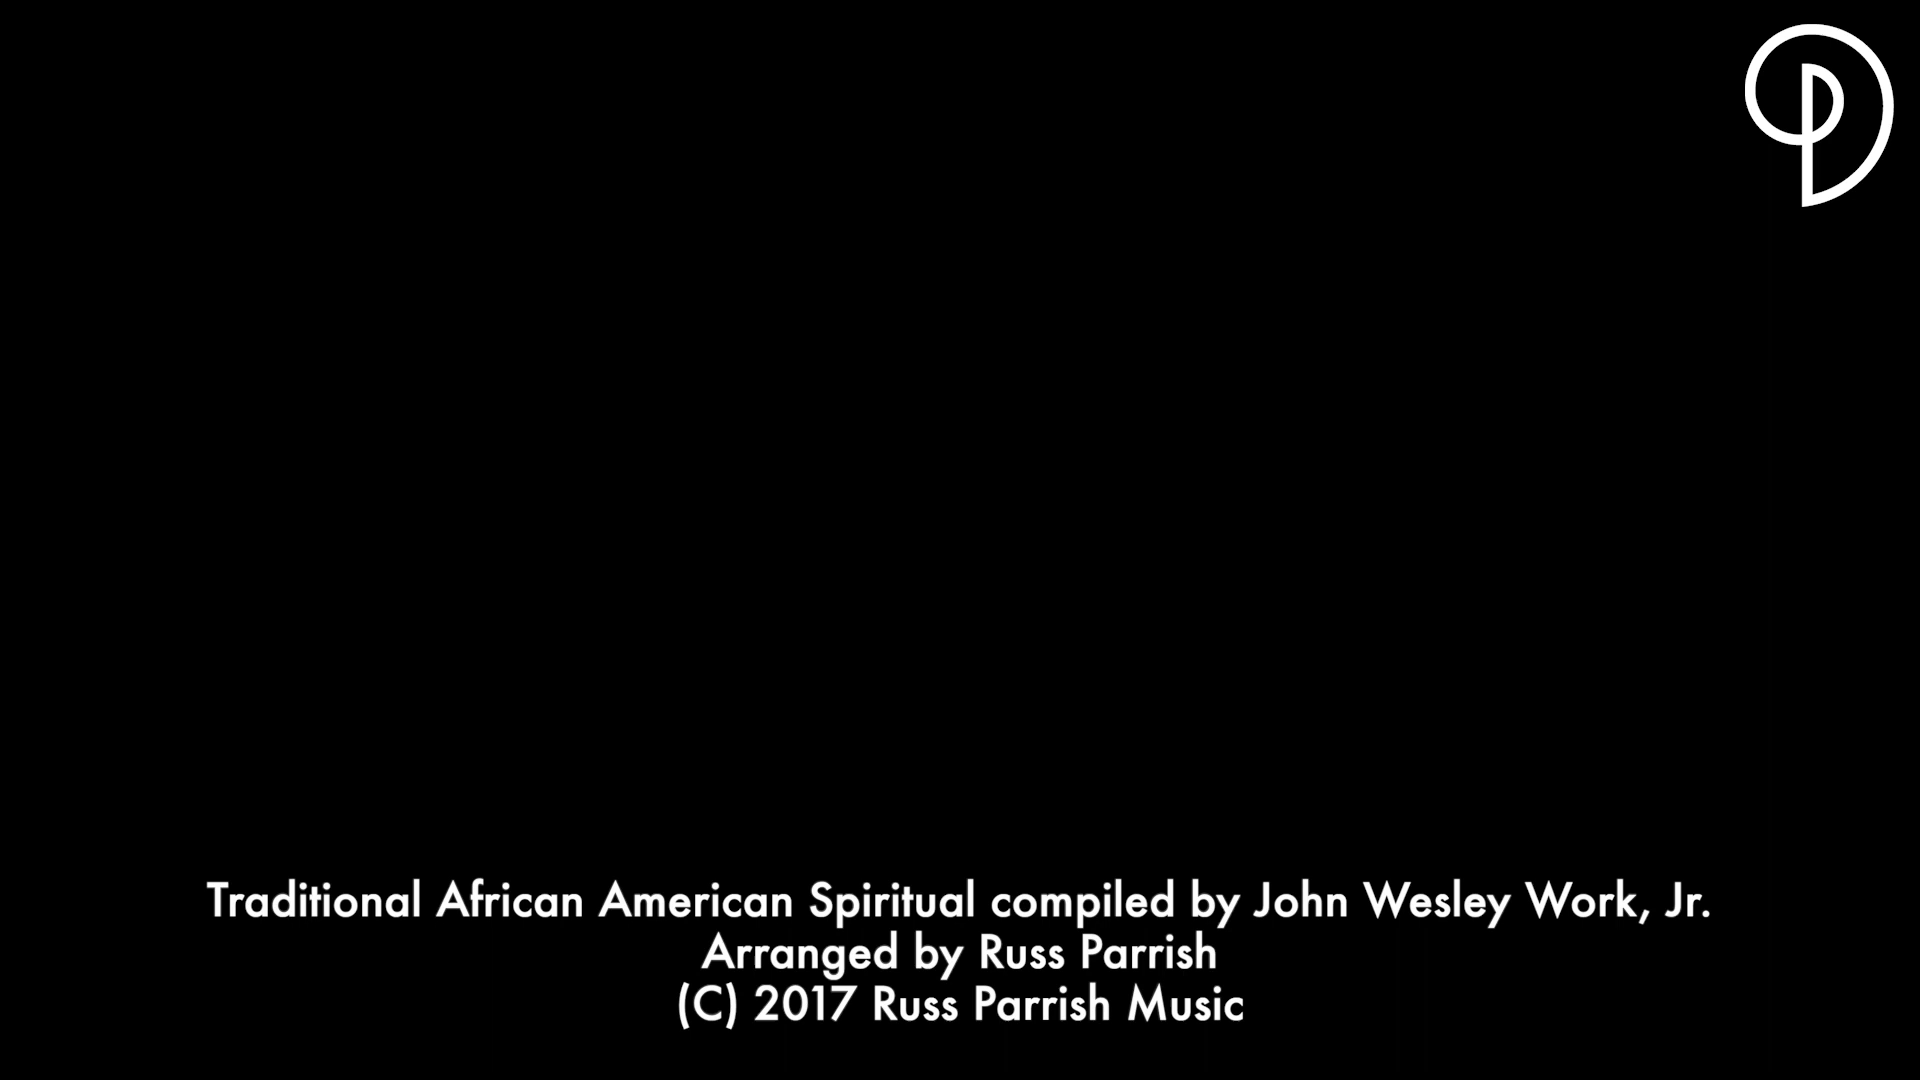 Traditional African American Spiritual compiled by John Wesley Work, Jr.
Arranged by Russ Parrish
(C) 2017 Russ Parrish Music